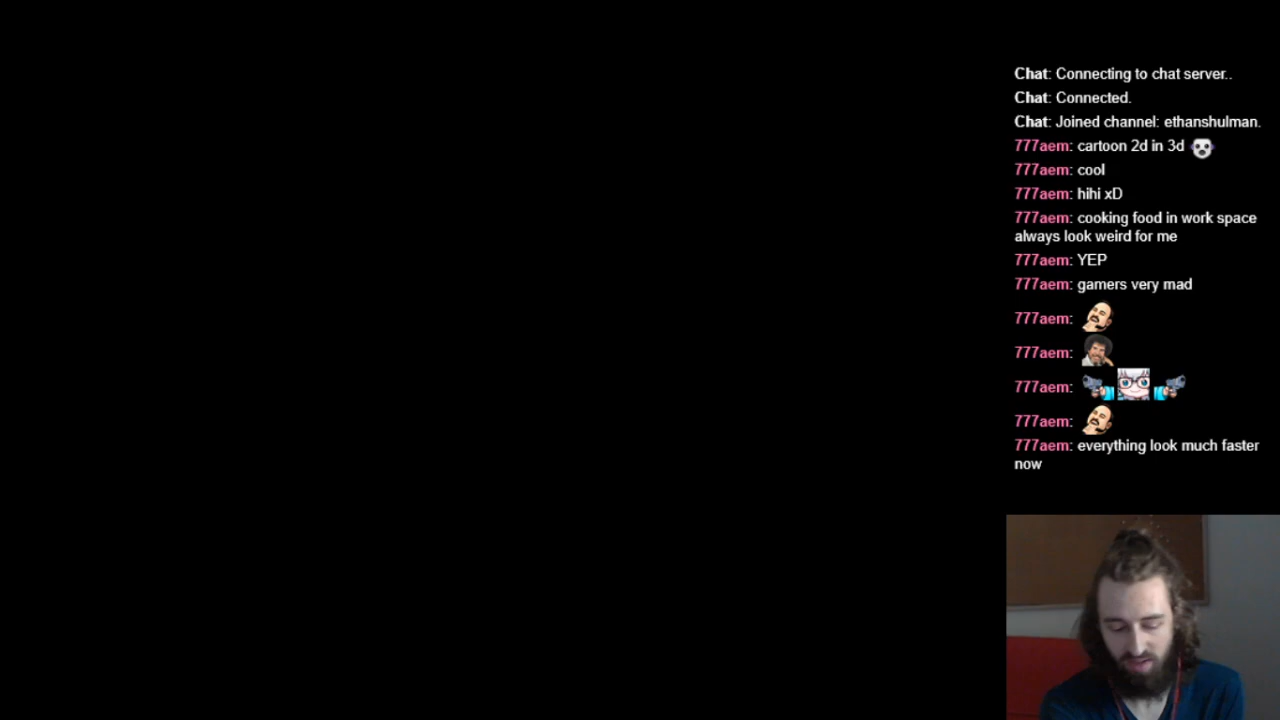 Chat: Connecting to chat server..
Chat: Connected.
Chat: Joined channel: ethanshulman.
777aem: cartoon 2d in 3d
777aem: cool
777aem: hihi xD
777aem: cooking food in work space
always look weird for me
777aem: YEP
777aem: gamers very mad
777aem:
777aem:
777aem:
777aem:
777aem: everything look much faster
now